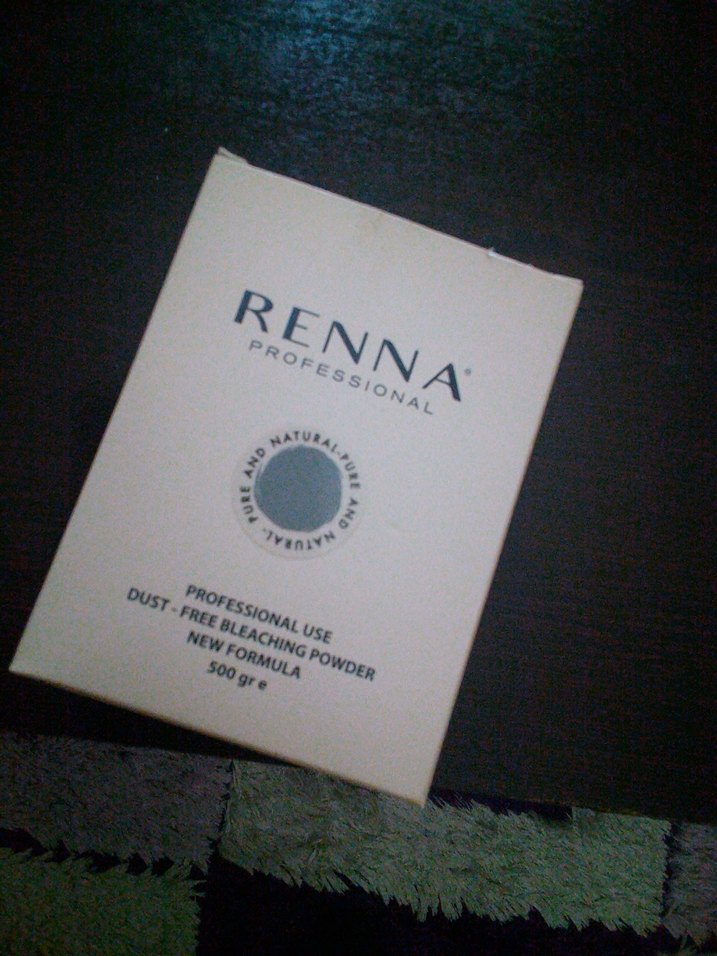 RENNA®
PROFESSIONAL
PURE AND NATURAL-PURE AND NATURAL-
PROFESSIONAL USE
DUST - FREE BLEACHING POWDER
NEW FORMULA
500 gr e